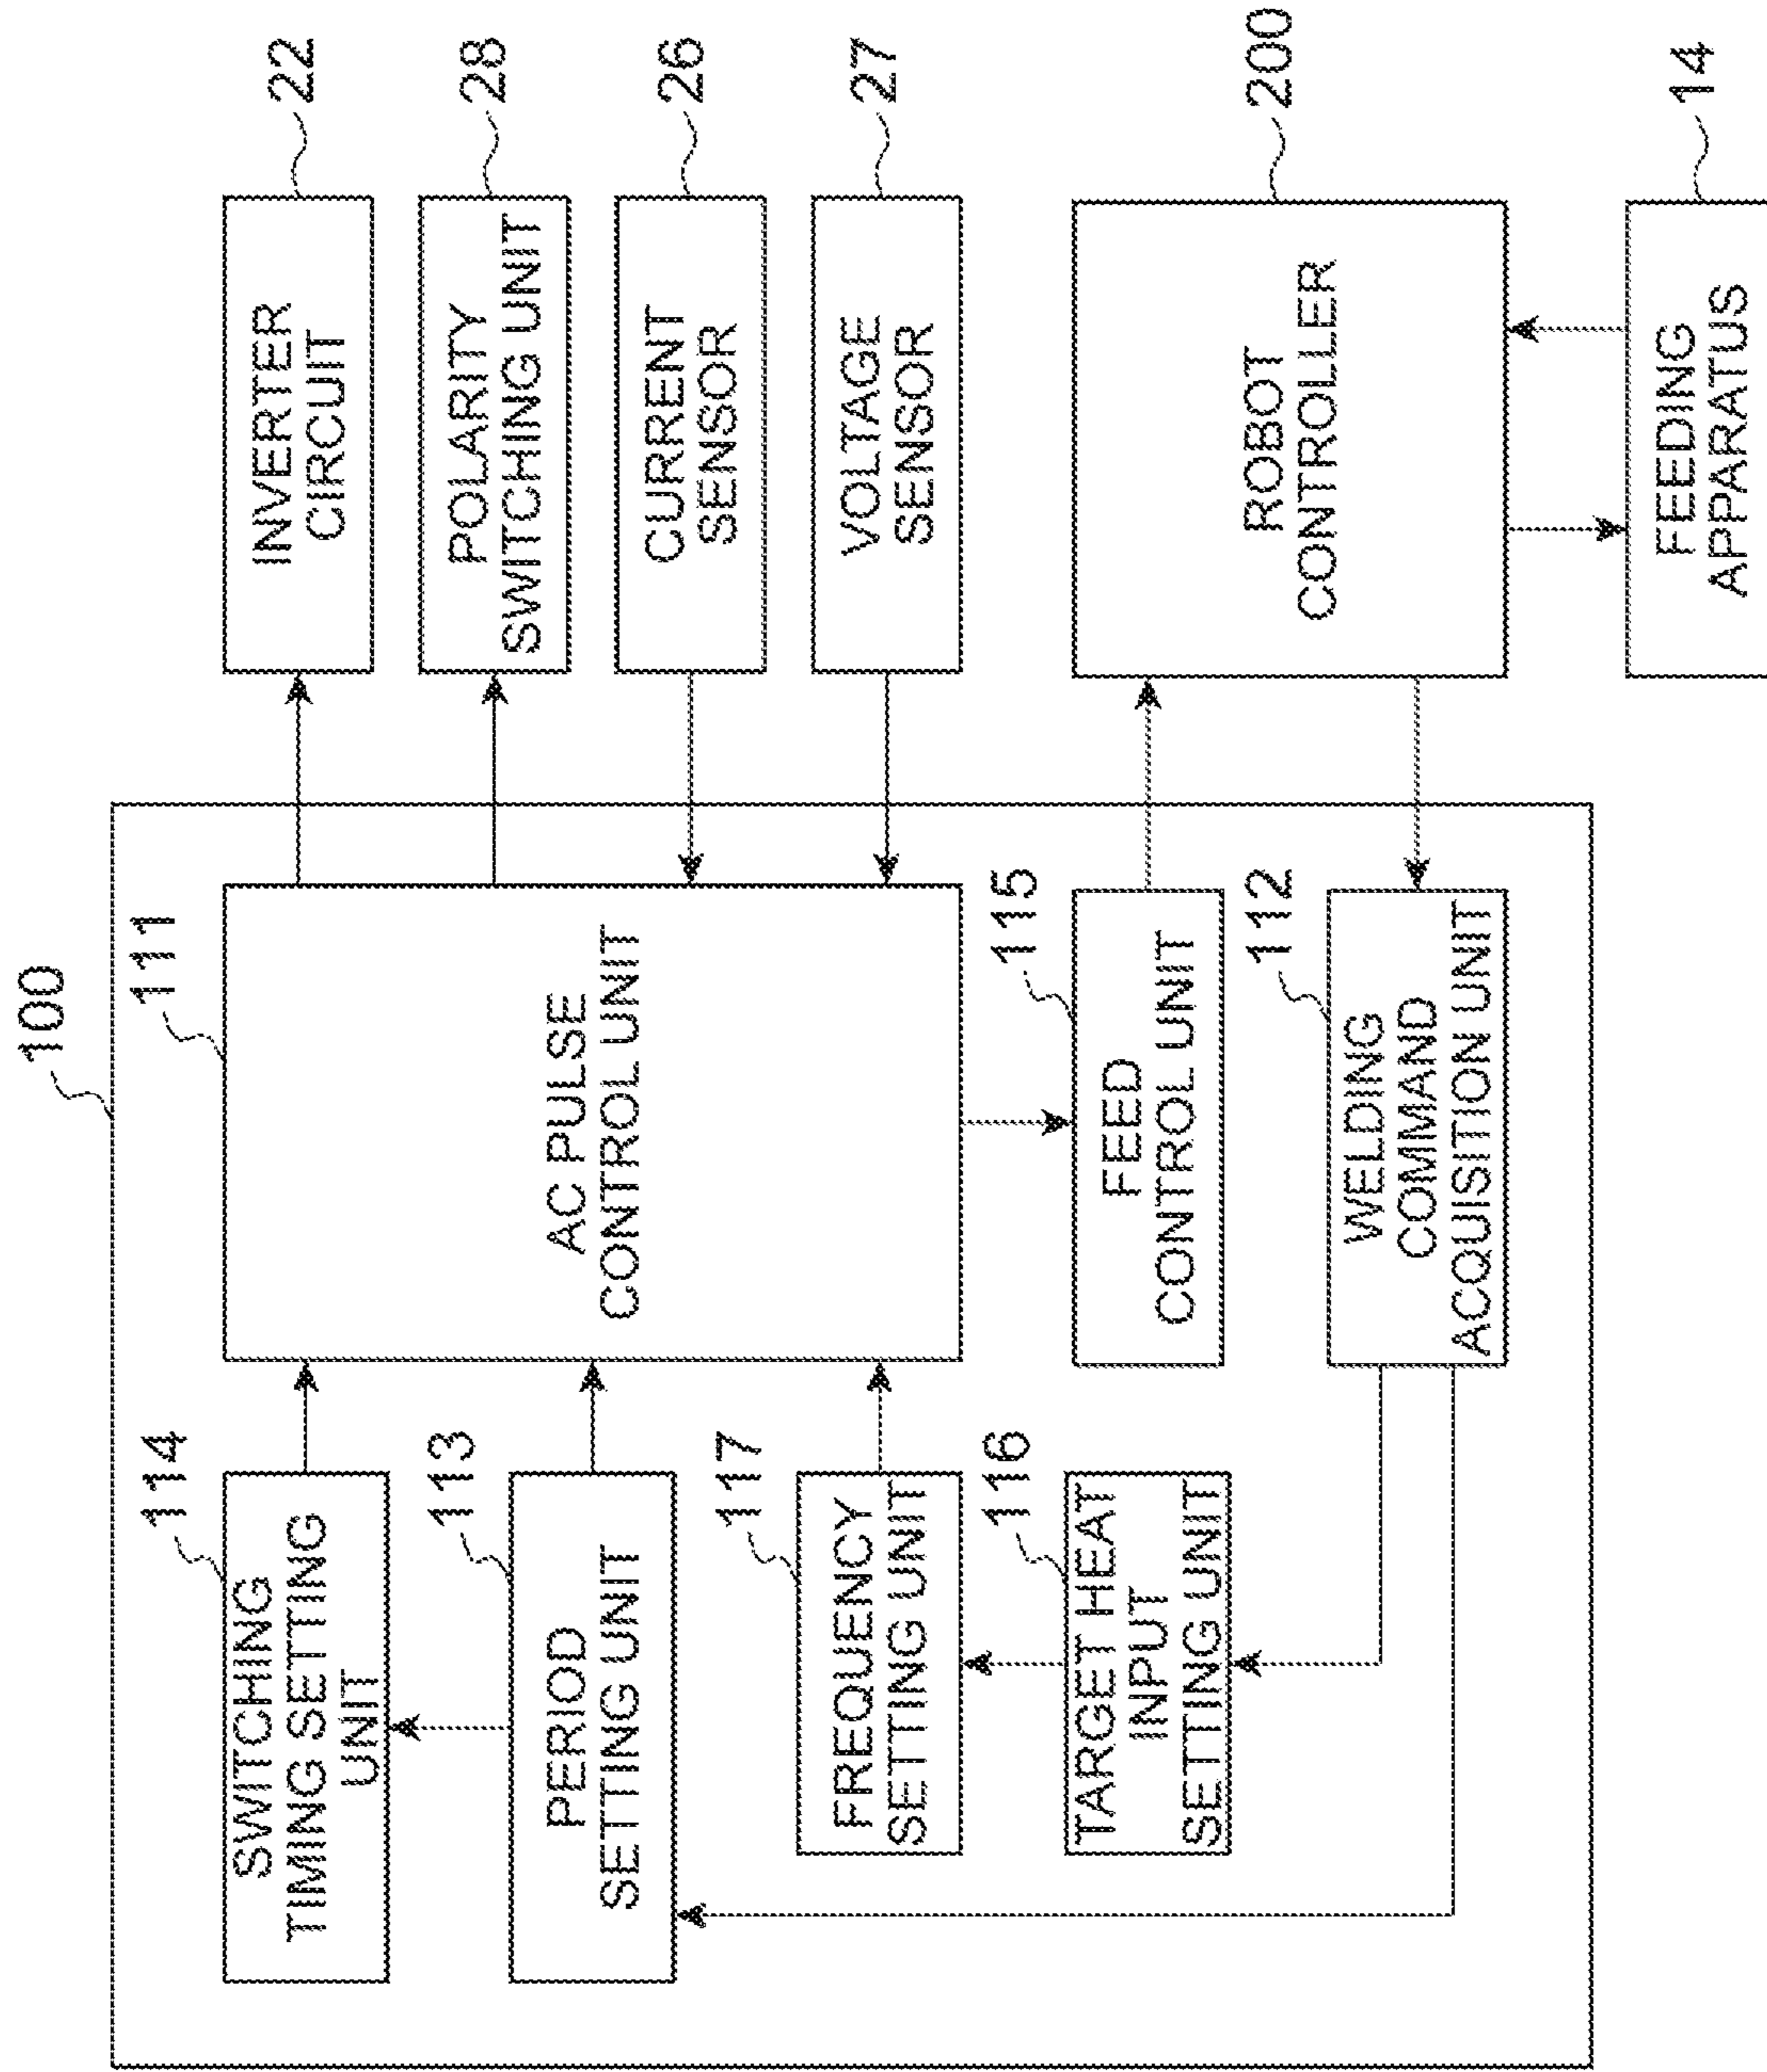 100
111
AC PULSE
CONTROL UNIT
114
SWITCHING
TIMING SETTING
UNIT
113
PERIOD
SETTING UNIT
117
FREQUENCY
SETTING UNIT
116
TARGET HEAT
INPUT
SETTING UNIT
115
FEED
CONTROL UNIT
112
WELDING
COMMAND
ACQUISITION UNIT
INVERTER
CIRCUIT
22
POLARITY
SWITCHING UNIT
28
CURRENT
SENSOR
26
VOLTAGE
SENSOR
27
ROBOT
CONTROLLER
200
FEEDING
APPARATUS
14